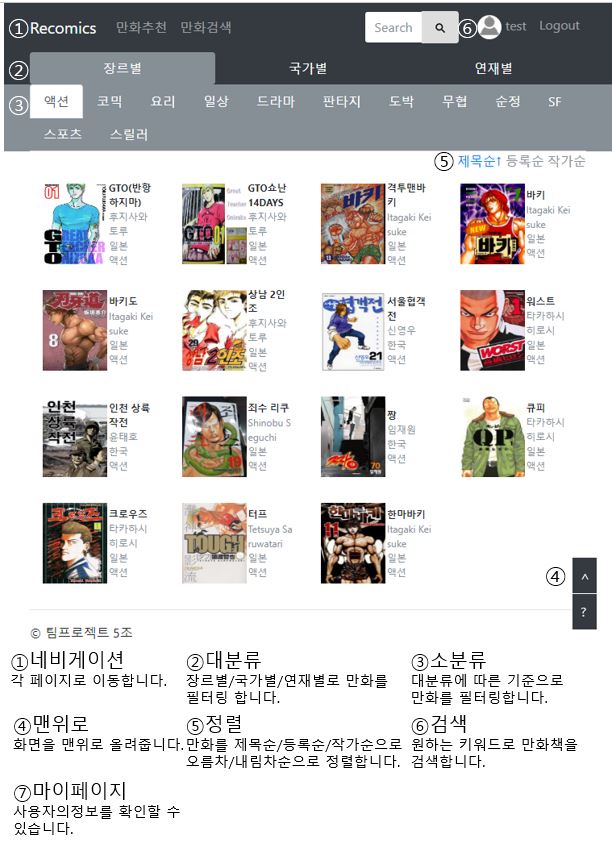 ①Recomics 만화추천 만화검색 Search ⑥ test Logout
② 장르별 국가별 연재별
③ 액션 코믹 요리 일상 드라마 판타지 도박 무협 순정 SF
스포츠 스릴러
⑤ 제목순↑ 등록순 작가순
GTO(반항
하지마)
후지사와
토루
일본
액션
GTO쇼난
14DAYS
후지사와
토루
일본
액션
격투맨바
키
Itagaki Kei
suke
일본
액션
바키
Itagaki Kei
suke
일본
액션
바키도
Itagaki Kei
suke
일본
액션
상남 2인
조
후지사와
토루
일본
액션
서울협객
전
신영우
한국
액션
워스트
타카하시
히로시
일본
액션
인천 상륙
작전
윤태호
한국
액션
죄수 리쿠
Shinobu S
eguchi
일본
액션
짱
임재원
한국
액션
큐피
타카하시
히로시
일본
액션
크로우즈
타카하시
히로시
일본
액션
터프
Tetsuya Sa
ruwatari
일본
액션
한마바키
Itagaki Kei
suke
일본
액션
④ ^
?
© 팀프로젝트 5조
①네비게이션
각 페이지로 이동합니다.
②대분류
장르별/국가별/연재별로 만화를
필터링 합니다.
③소분류
대분류에 따른 기준으로
만화를 필터링합니다.
④맨위로
화면을 맨위로 올려줍니다.
⑤정렬
만화를 제목순/등록순/작가순으로
오름차/내림차순으로 정렬합니다.
⑥검색
원하는 키워드로 만화책을
검색합니다.
⑦마이페이지
사용자의정보를 확인할 수
있습니다.